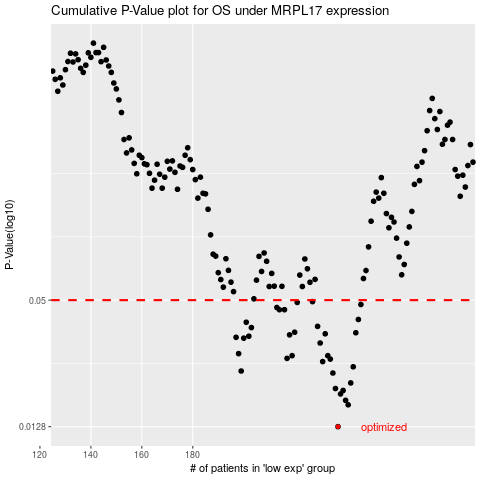 Cumulative P-Value plot for OS under MRPL17 expression
P-Value(log10)
0.05
0.0128
optimized
120 140 160 180
# of patients in 'low exp' group